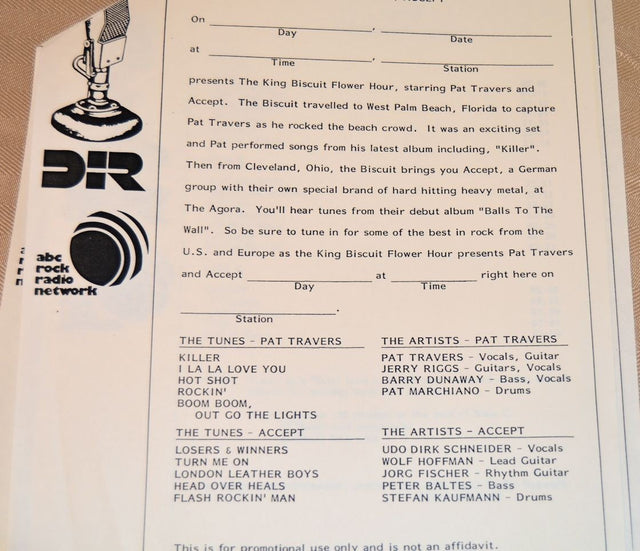 On ____________________, ____________________
Day Date
at ____________________, ____________________
Time Station
presents The King Biscuit Flower Hour, starring Pat Travers and
Accept. The Biscuit travelled to West Palm Beach, Florida to capture
Pat Travers as he rocked the beach crowd. It was an exciting set
and Pat performed songs from his latest album including, "Killer".
Then from Cleveland, Ohio, the Biscuit brings you Accept, a German
group with their own special brand of hard hitting heavy metal, at
The Agora. You'll hear tunes from their debut album "Balls To The
Wall". So be sure to tune in for some of the best in rock from the
U.S. and Europe as the King Biscuit Flower Hour presents Pat Travers
and Accept ____________________ at ______________ right here on
Day Time
____________________.
Station
DIR
abc
rock
radio
network
THE TUNES - PAT TRAVERS
KILLER
I LA LA LOVE YOU
HOT SHOT
ROCKIN'
BOOM BOOM,
OUT GO THE LIGHTS
THE ARTISTS - PAT TRAVERS
PAT TRAVERS - Vocals, Guitar
JERRY RIGGS - Guitars, Vocals
BARRY DUNAWAY - Bass, Vocals
PAT MARCHIANO - Drums
THE TUNES - ACCEPT
LOSERS & WINNERS
TURN ME ON
LONDON LEATHER BOYS
HEAD OVER HEALS
FLASH ROCKIN' MAN
THE ARTISTS - ACCEPT
UDO DIRK SCHNEIDER - Vocals
WOLF HOFFMAN - Lead Guitar
JORG FISCHER - Rhythm Guitar
PETER BALTES - Bass
STEFAN KAUFMANN - Drums
This is for promotional use only and is not an affidavit.